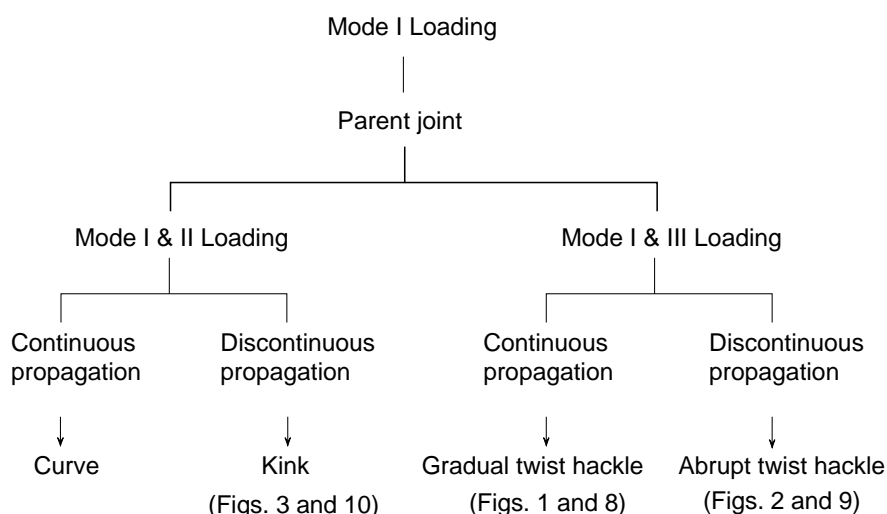 Mode I Loading
Parent joint
Mode I & II Loading
Mode I & III Loading
Continuous
propagation
Discontinuous
propagation
Continuous
propagation
Discontinuous
propagation
Curve
Kink
(Figs. 3 and 10)
Gradual twist hackle
(Figs. 1 and 8)
Abrupt twist hackle
(Figs. 2 and 9)